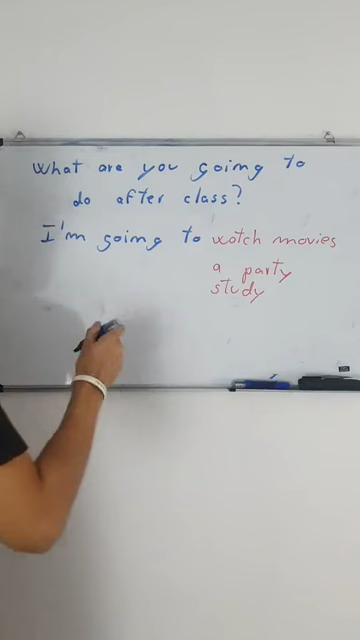 What are you going to
do after class?
I'm going to watch movies
a party
study